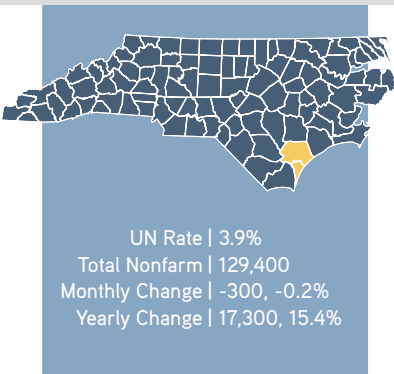 UN Rate | 3.9%
Total Nonfarm | 129,400
Monthly Change | -300, -0.2%
Yearly Change | 17,300, 15.4%